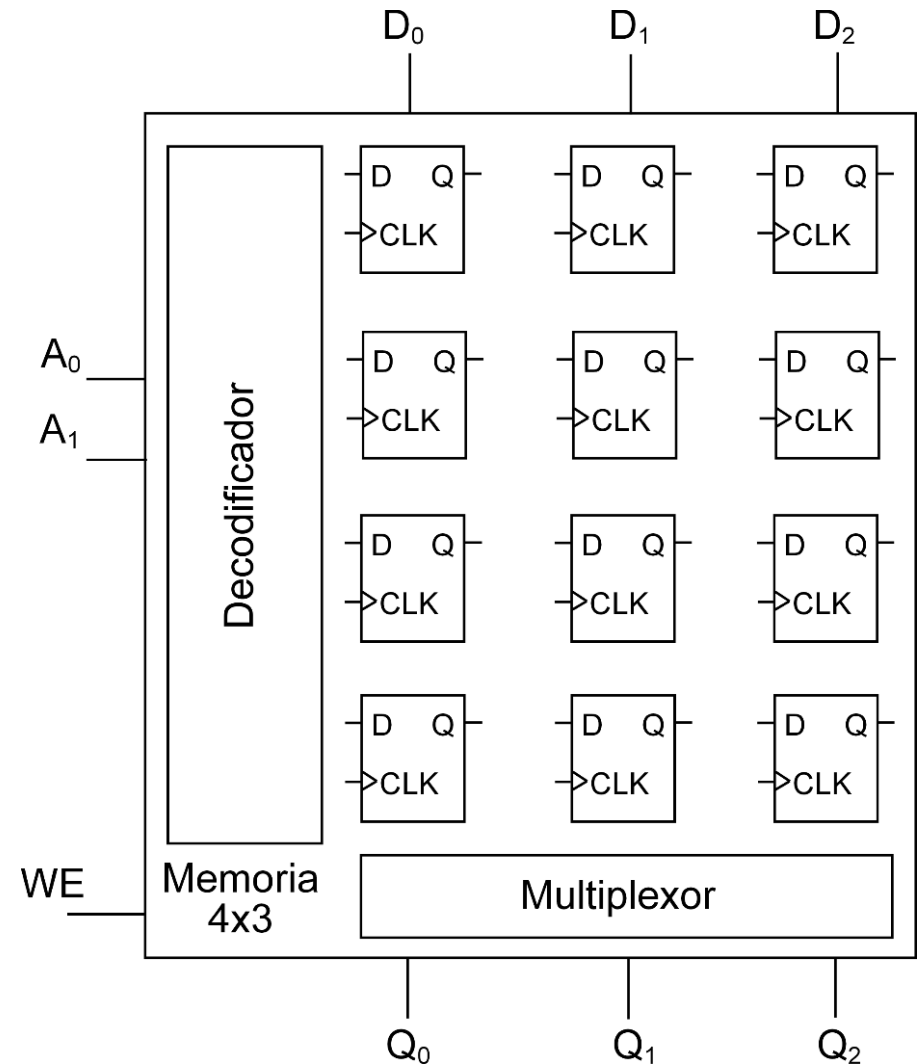 D₀ D₁ D₂
D Q D Q D Q
CLK CLK CLK
A₀
D Q D Q D Q
CLK CLK CLK
A₁
Decodificador
D Q D Q D Q
CLK CLK CLK
D Q D Q D Q
CLK CLK CLK
WE
Memoria
4x3
Multiplexor
Q₀ Q₁ Q₂